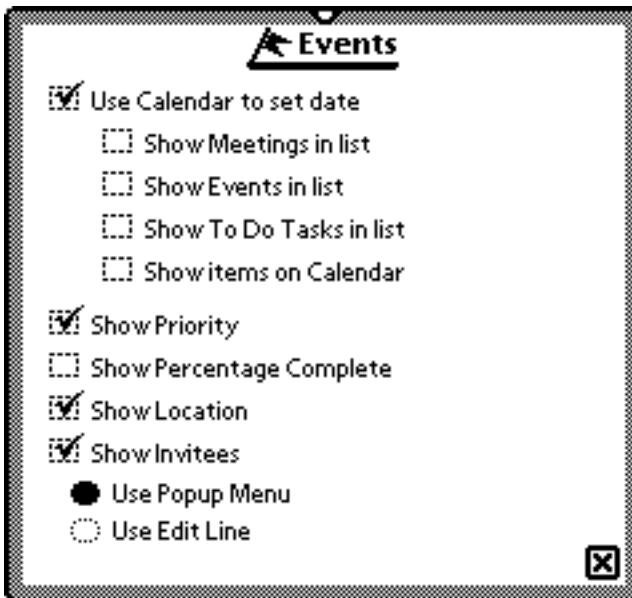 Events
Use Calendar to set date
Show Meetings in list
Show Events in list
Show To Do Tasks in list
Show items on Calendar
Show Priority
Show Percentage Complete
Show Location
Show Invitees
Use Popup Menu
Use Edit Line